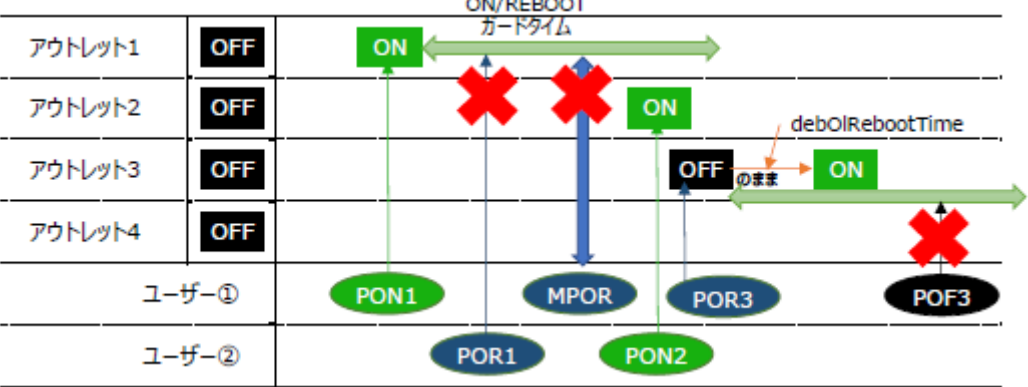 ON/REBOOT
ガードタイム
アウトレット1 OFF ON
アウトレット2 OFF ON
debOlRebootTime
アウトレット3 OFF OFF のまま ON
アウトレット4 OFF
ユーザー① PON1 MPOR POR3 POF3
ユーザー② POR1 PON2